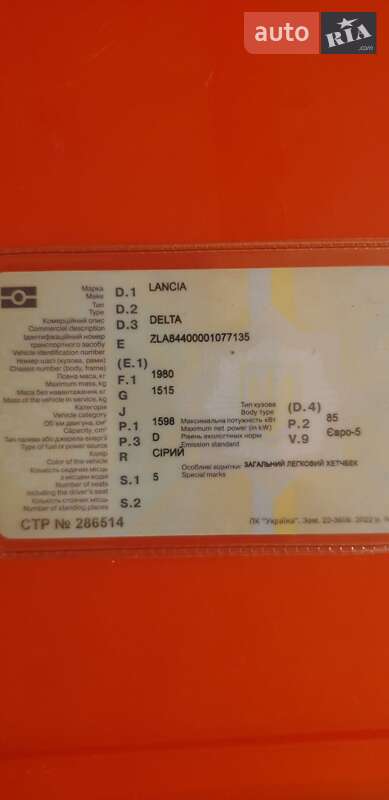 auto RIA .com
Марка
Make D.1 LANCIA
Тип
Type D.2
Комерційний опис
Commercial description D.3 DELTA
Ідентифікаційний номер
транспортного засобу E ZLA84400001077135
Vehicle identification number
Номер шасі (кузова, рами) (E.1)
Chassis number (body, frame)
Повна маса, кг F.1 1980
Maximum mass, kg
Маса без навантаження, кг G 1515
Mass of the vehicle in service, kg
Категорія J Тип кузова (D.4)
Vehicle category Body type
Об'єм двигуна, см³ P.1 1598 Максимальна потужність кВт P.2 85
Capacity, cm³ Maximum net power (in kW)
Тип палива або джерела енергії P.3 D Рівень екологічних норм V.9 Євро-5
Type of fuel or power source Emission standard
Колір R СІРИЙ
Color of the vehicle
Кількість сидячих місць Особливі відмітки: ЗАГАЛЬНИЙ ЛЕГКОВИЙ ХЕТЧБЕК
з місцем водія S.1 5 Special marks
Number of seats
including the driver's seat
Кількість стоячих місць S.2
Number of standing places
СТР № 286514
ПК "Україна". Зам. 22-3606. 2022 р.